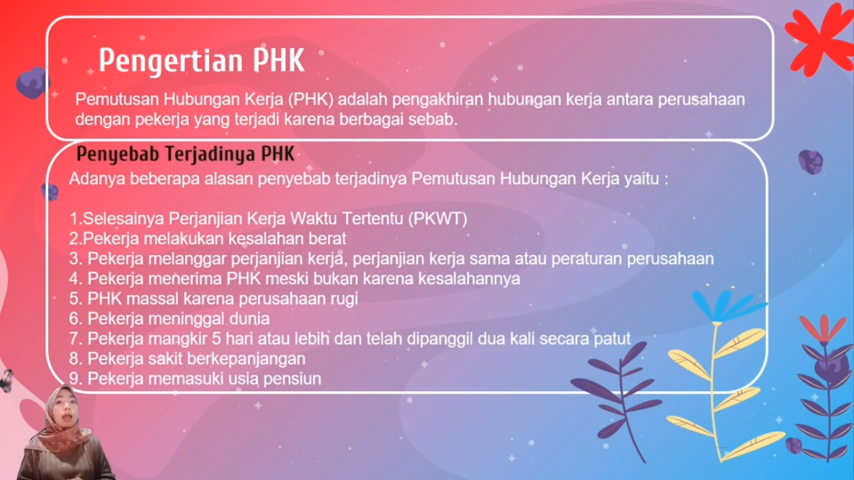 Pengertian PHK
Pemutusan Hubungan Kerja (PHK) adalah pengakhiran hubungan kerja antara perusahaan
dengan pekerja yang terjadi karena berbagai sebab.
Penyebab Terjadinya PHK
Adanya beberapa alasan penyebab terjadinya Pemutusan Hubungan Kerja yaitu :
1.Selesainya Perjanjian Kerja Waktu Tertentu (PKWT)
2.Pekerja melakukan kesalahan berat
3. Pekerja melanggar perjanjian kerja, perjanjian kerja sama atau peraturan perusahaan
4. Pekerja menerima PHK meski bukan karena kesalahannya
5. PHK massal karena perusahaan rugi
6. Pekerja meninggal dunia
7. Pekerja mangkir 5 hari atau lebih dan telah dipanggil dua kali secara patut
8. Pekerja sakit berkepanjangan
9. Pekerja memasuki usia pensiun